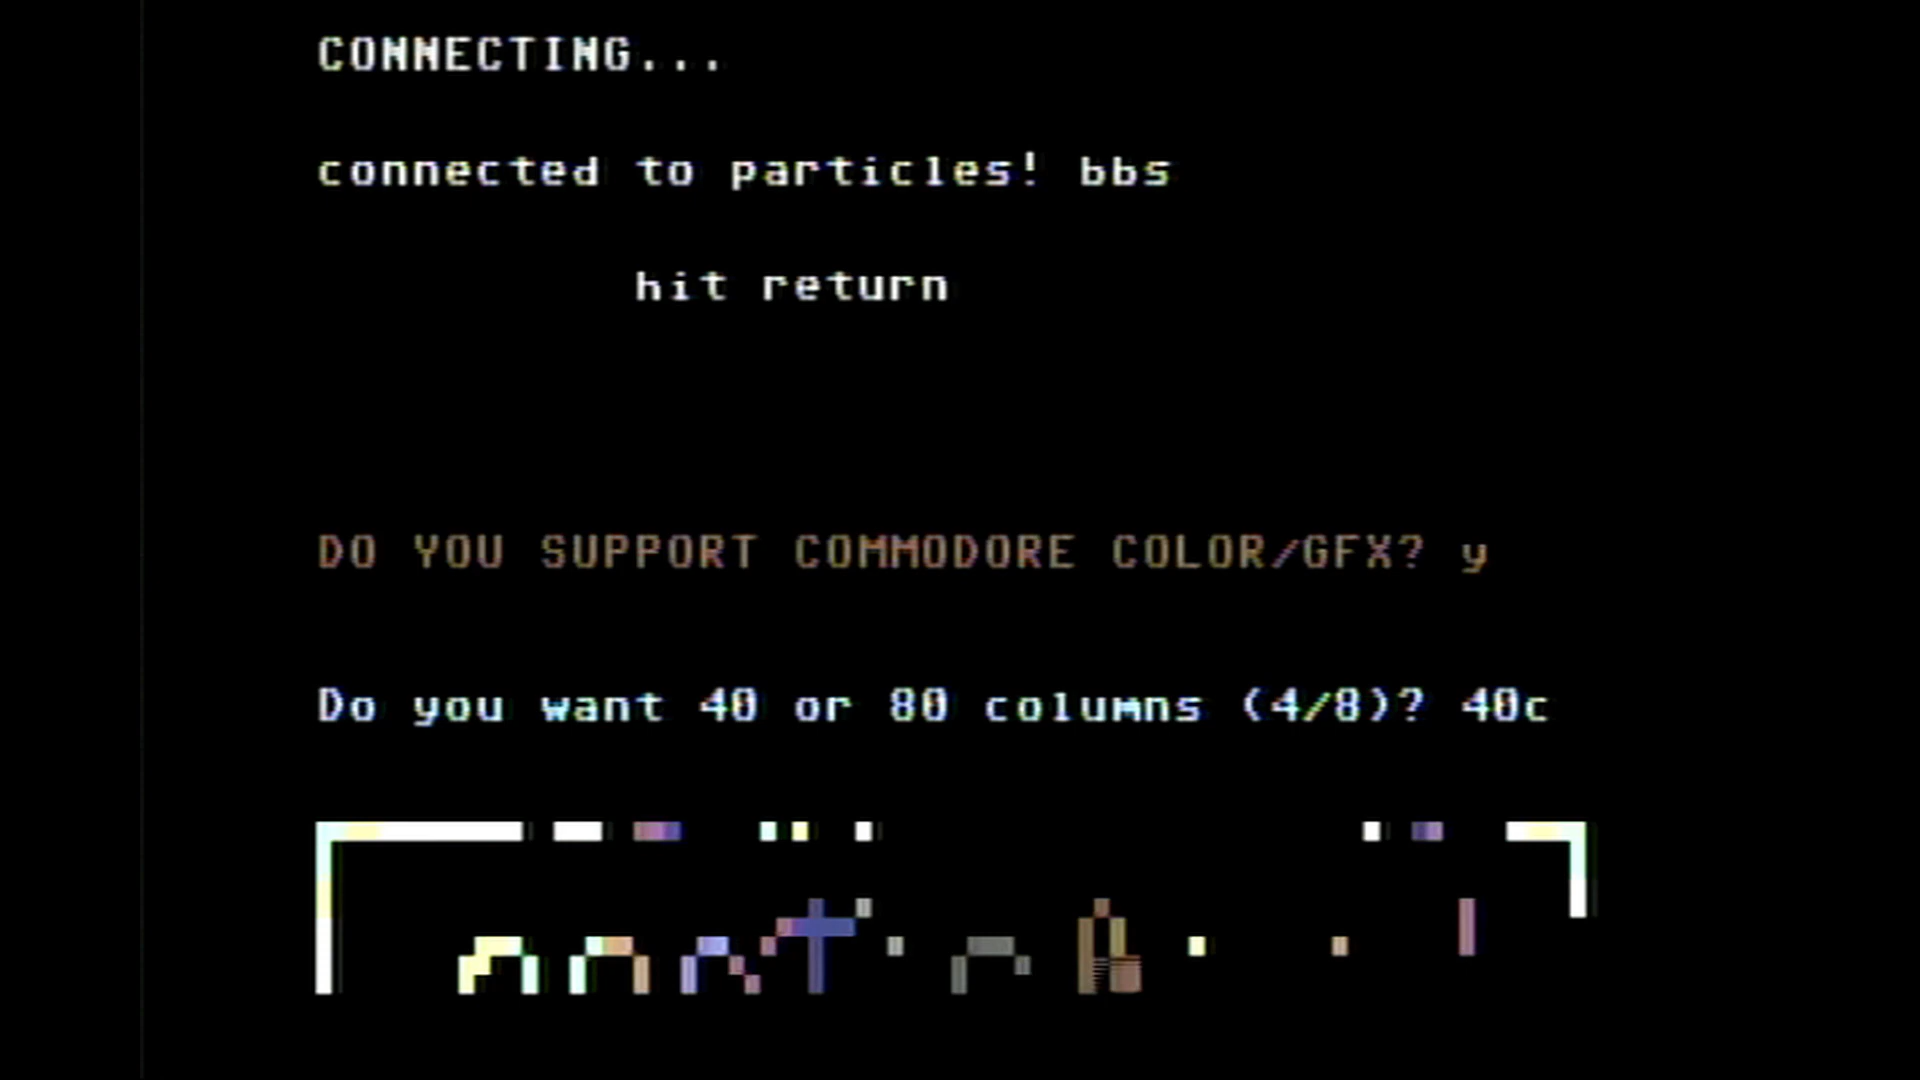 CONNECTING...
connected to particles! bbs
hit return
DO YOU SUPPORT COMMODORE COLOR/GFX? y
Do you want 40 or 80 columns (4/8)? 40c